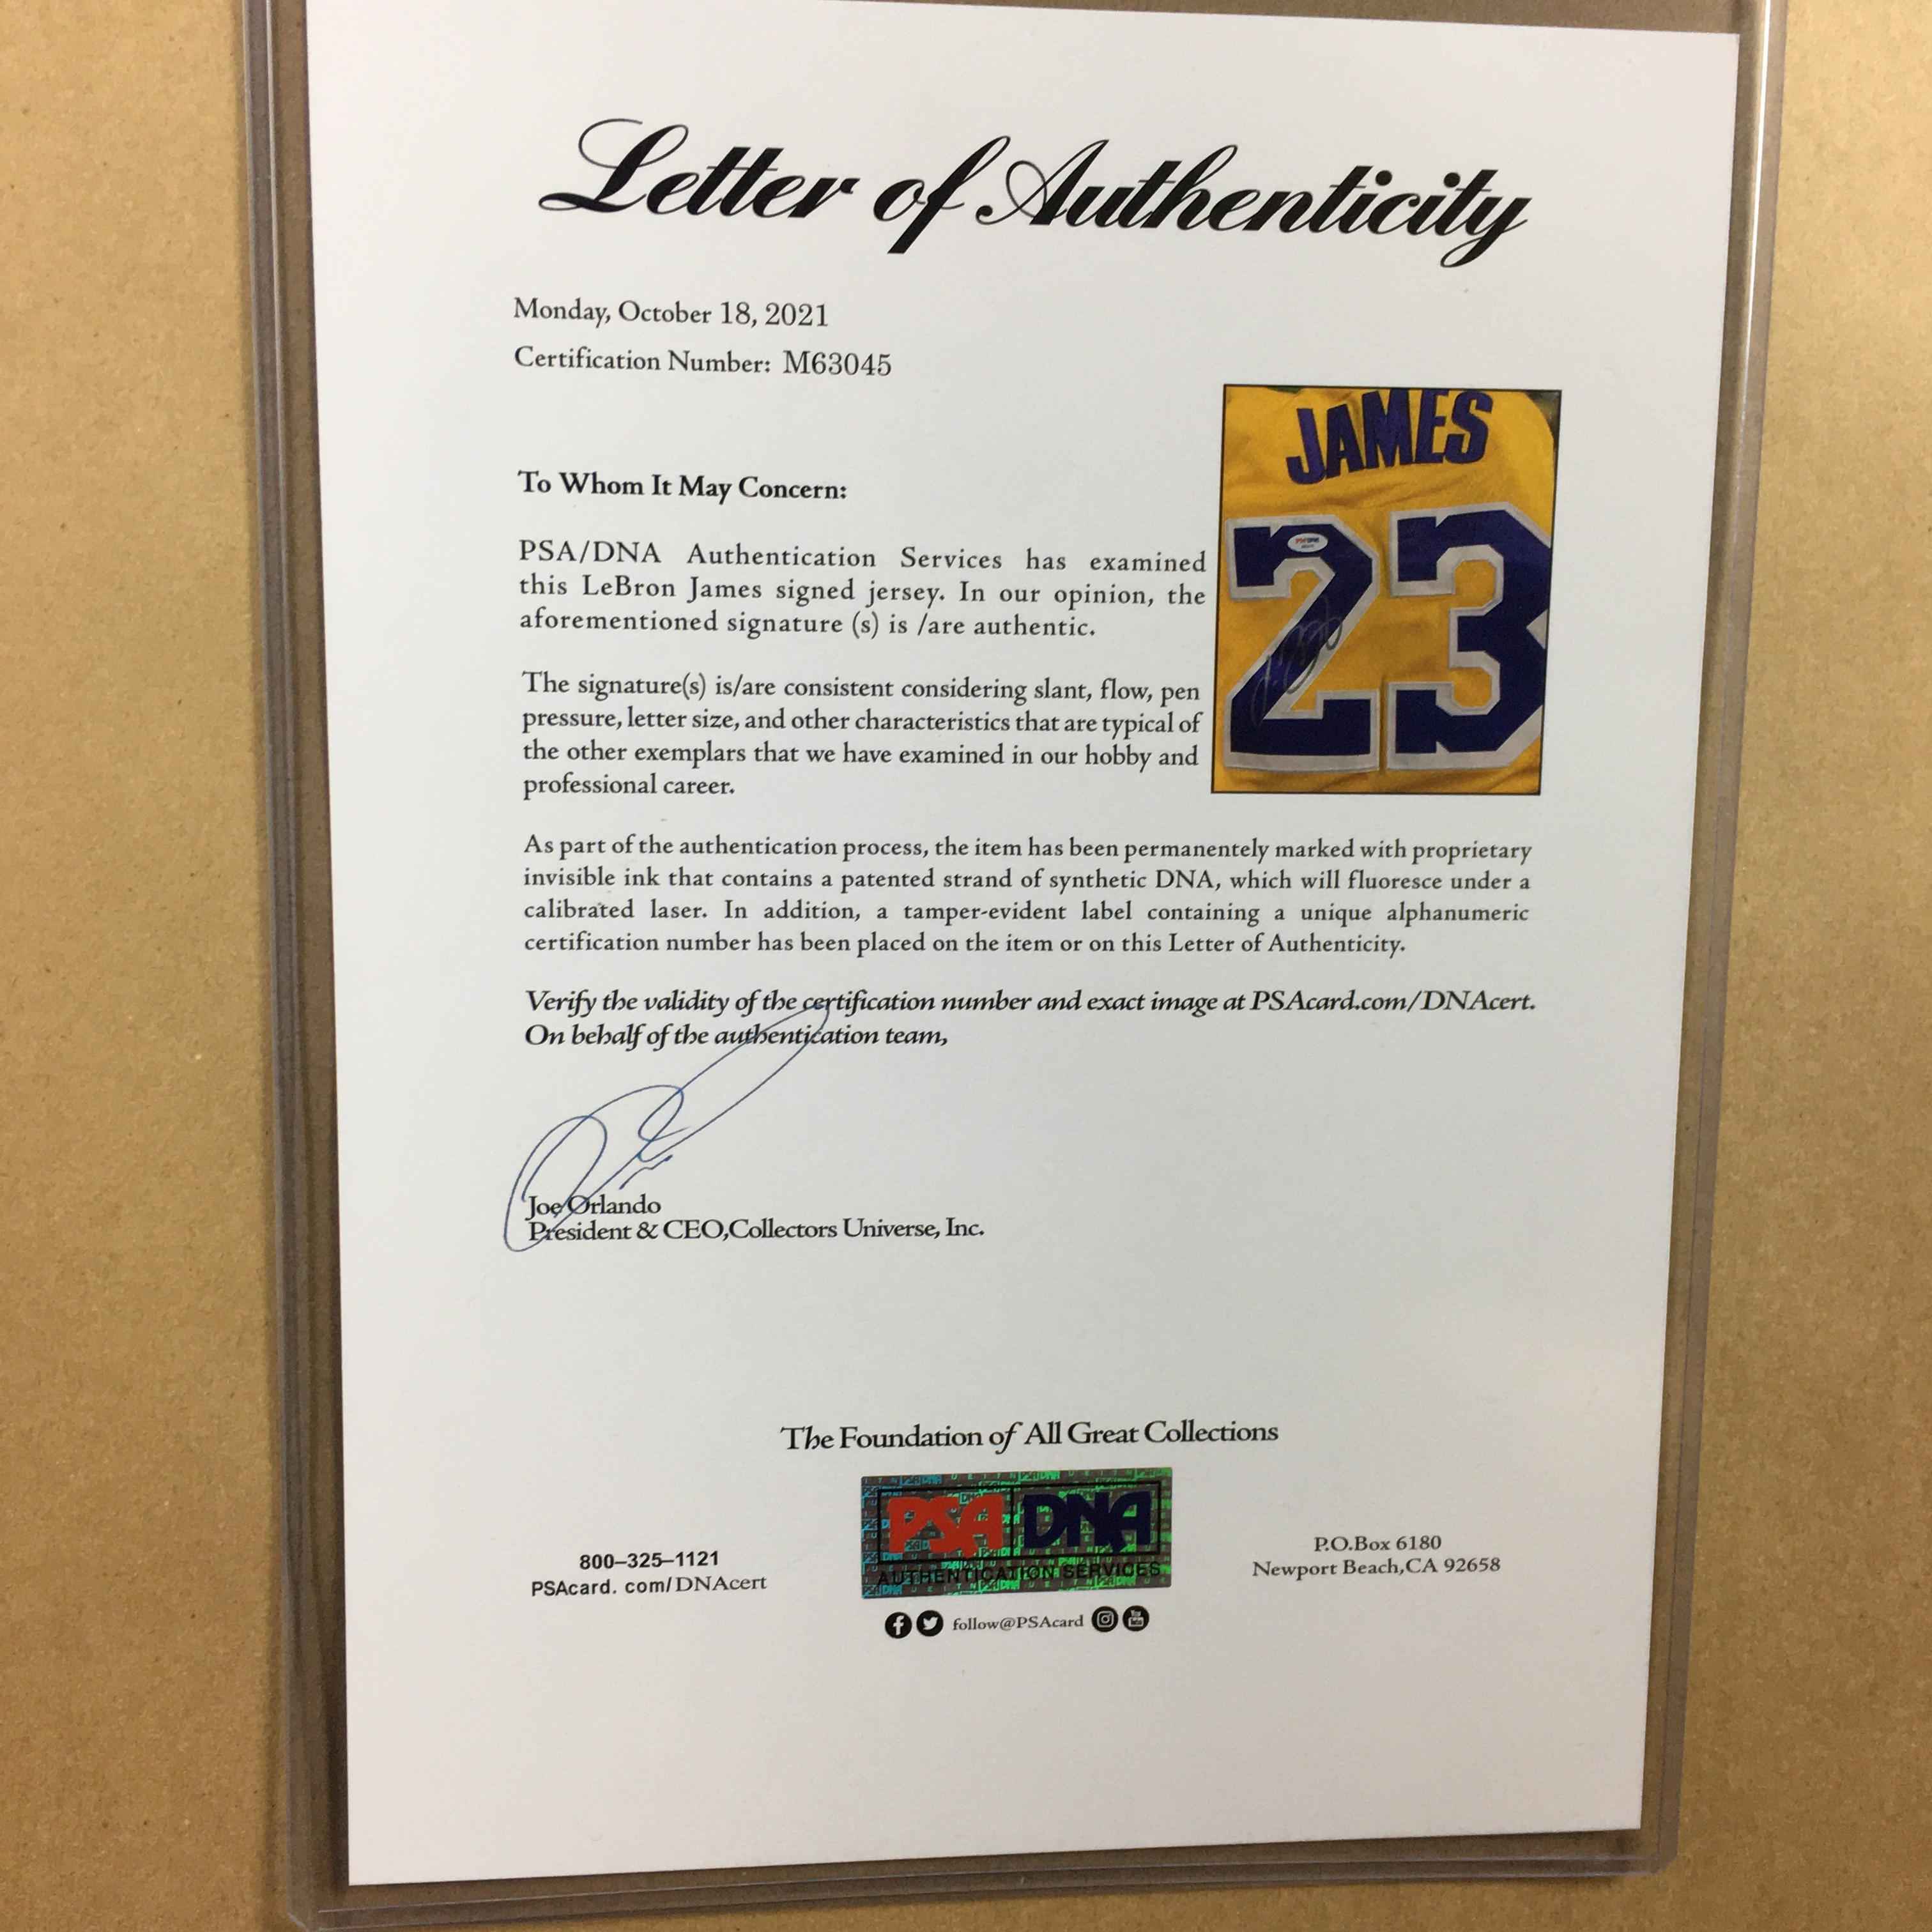 Letter of Authenticity
Monday, October 18, 2021
Certification Number: M63045
JAMES
23
To Whom It May Concern:
PSA/DNA Authentication Services has examined
this LeBron James signed jersey. In our opinion, the
aforementioned signature (s) is /are authentic.
The signature(s) is/are consistent considering slant, flow, pen
pressure, letter size, and other characteristics that are typical of
the other exemplars that we have examined in our hobby and
professional career.
As part of the authentication process, the item has been permanentely marked with proprietary
invisible ink that contains a patented strand of synthetic DNA, which will fluoresce under a
calibrated laser. In addition, a tamper-evident label containing a unique alphanumeric
certification number has been placed on the item or on this Letter of Authenticity.
Verify the validity of the certification number and exact image at PSAcard.com/DNAcert.
On behalf of the authentication team,
Joe Orlando
President & CEO,Collectors Universe, Inc.
The Foundation of All Great Collections
PSA DNA
AUTHENTICATION SERVICES
800–325–1121
PSAcard. com/DNAcert
P.O.Box 6180
Newport Beach,CA 92658
follow@PSAcard